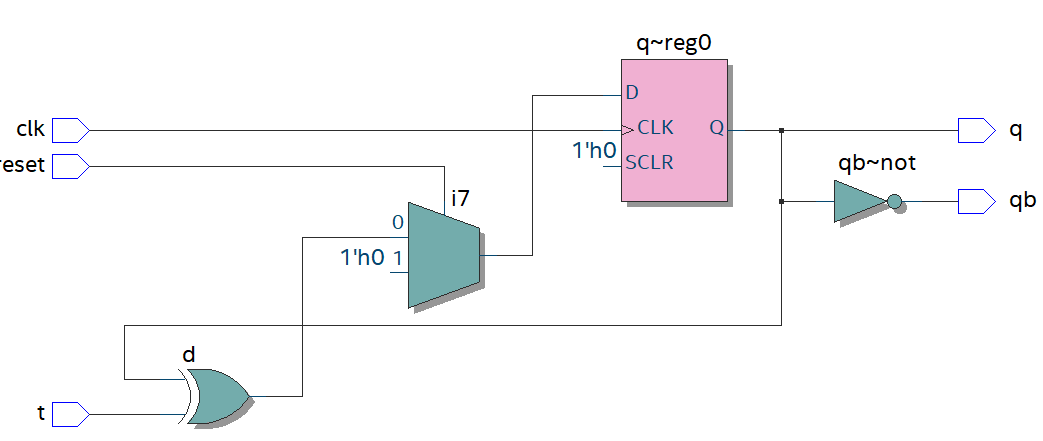 q~reg0
D
clk
CLK
Q
q
1'h0
SCLR
reset
qb~not
i7
qb
0
1'h0 1
d
t